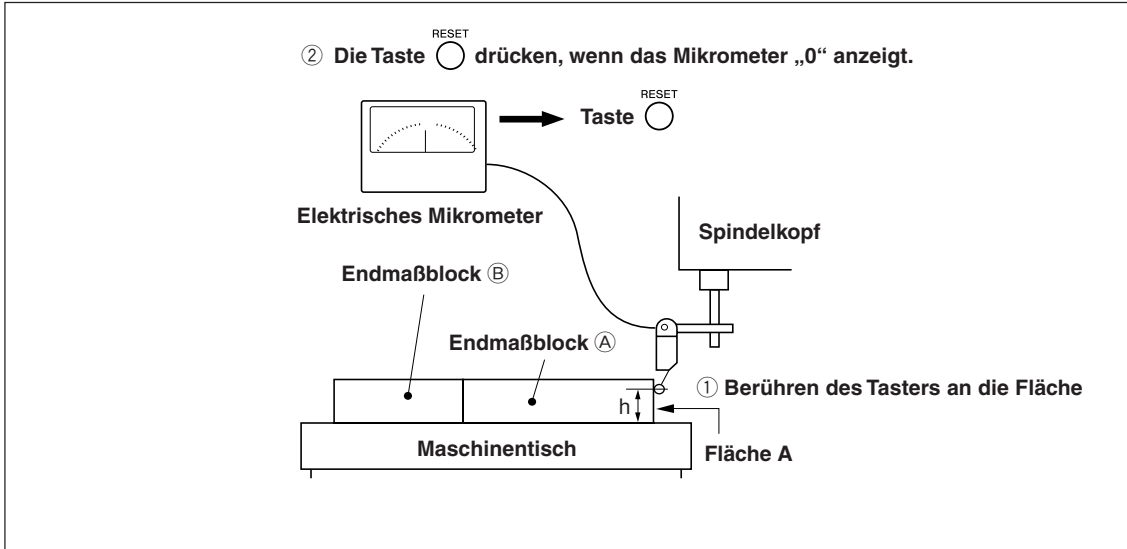 RESET
② Die Taste ◯ drücken, wenn das Mikrometer „0“ anzeigt.
RESET
Taste ◯
Elektrisches Mikrometer
Spindelkopf
Endmaßblock Ⓑ
Endmaßblock Ⓐ
① Berühren des Tasters an die Fläche
h
Maschinentisch
Fläche A